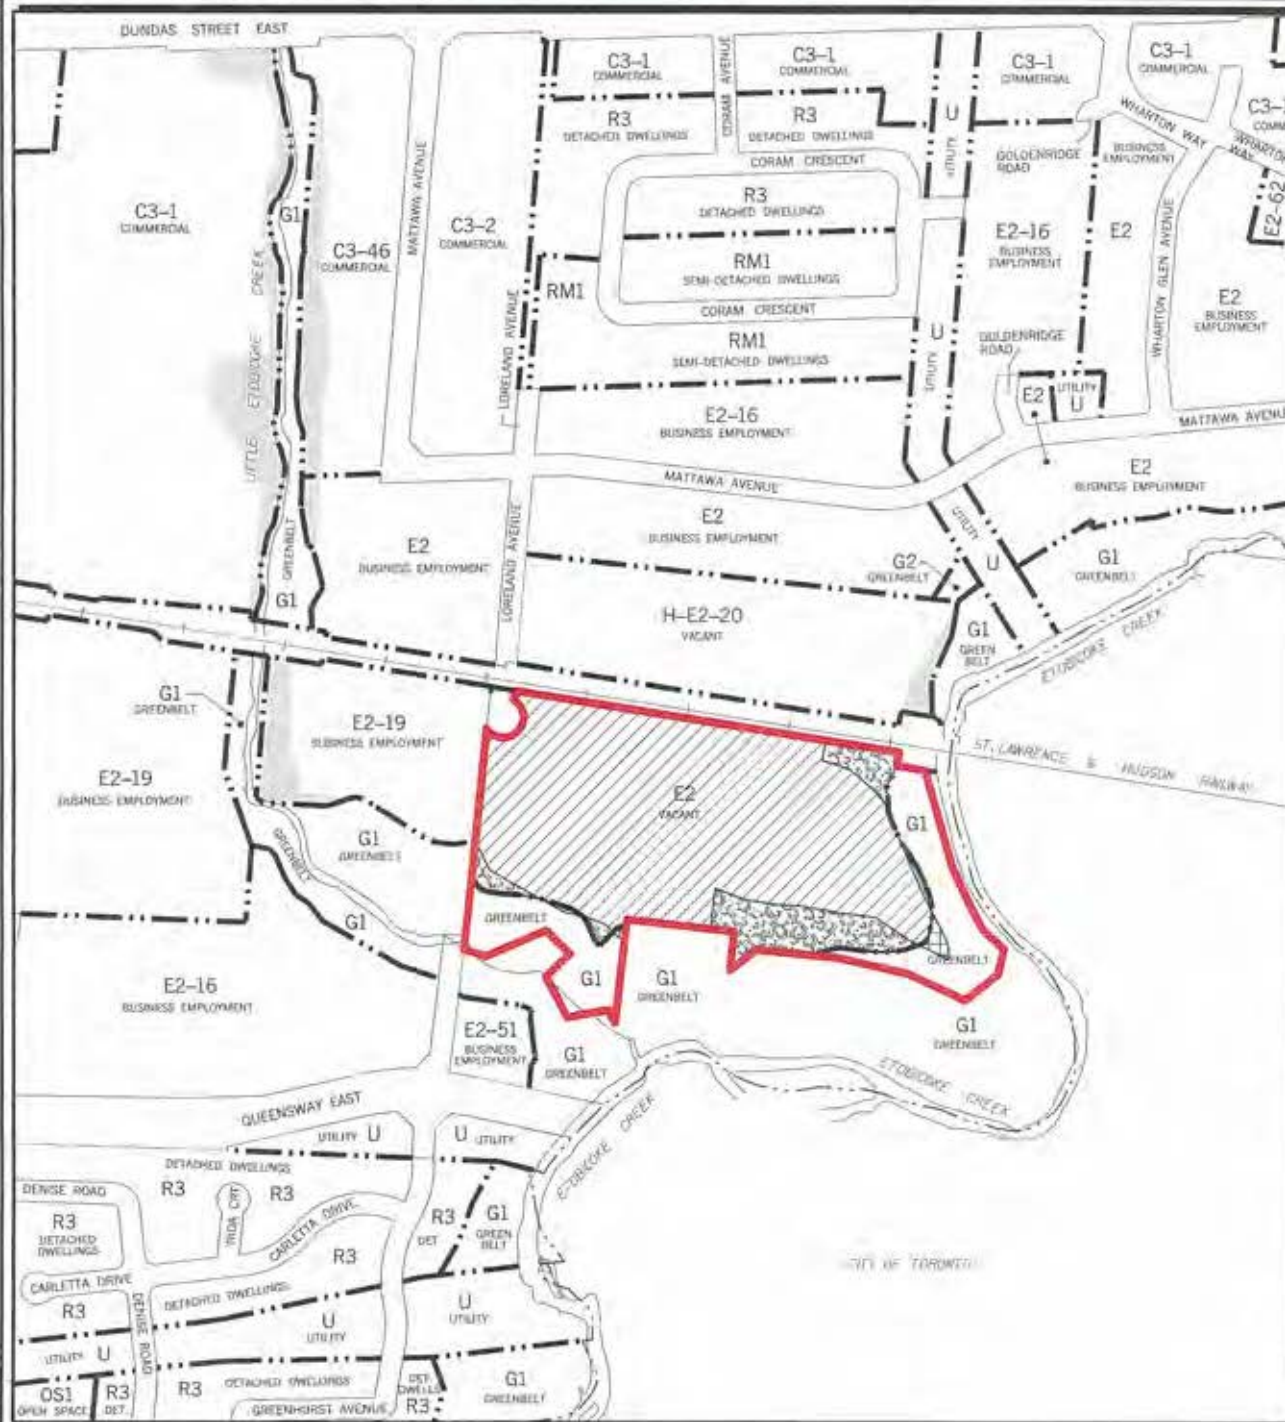 DUNDAS STREET EAST
C3-1
COMMERCIAL
C3-1
COMMERCIAL
C3-1
COMMERCIAL
C3-1
COMMERCIAL
CORAM AVENUE
R3
DETACHED DWELLINGS
R3
DETACHED DWELLINGS
U
UTILITY
WHARTON WAY
WHARTON
WAY
GOLDENRIDGE
ROAD
BUSINESS
EMPLOYMENT
E2-62
CORAM CRESCENT
R3
DETACHED DWELLINGS
RM1
SEMI-DETACHED DWELLINGS
CORAM CRESCENT
RM1
SEMI-DETACHED DWELLINGS
RM1
C3-1
COMMERCIAL
G1
LITTLE ETOBICOKE CREEK
C3-46
COMMERCIAL
MATTAWA AVENUE
C3-2
COMMERCIAL
LORELAND AVENUE
E2-16
BUSINESS
EMPLOYMENT
E2
WHARTON GLEN AVENUE
E2
BUSINESS
EMPLOYMENT
U
UTILITY
GOLDENRIDGE
ROAD
E2
UTILITY
U
MATTAWA AVENU
E2-16
BUSINESS EMPLOYMENT
MATTAWA AVENUE
E2
BUSINESS EMPLOYMENT
GREENBELT
G1
E2
BUSINESS EMPLOYMENT
LORELAND AVENUE
E2
BUSINESS EMPLOYMENT
UTILITY
U
G2
GREENBELT
G1
GREENBELT
H-E2-20
VACANT
G1
GREEN
BELT
ETOBICOKE CREEK
G1
GREENBELT
E2-19
BUSINESS EMPLOYMENT
E2-19
BUSINESS EMPLOYMENT
ST. LAWRENCE & HUDSON RAILWAY
E2
VACANT
G1
G1
GREENBELT
GREENBELT
G1
GREENBELT
GREENBELT
G1
G1
GREENBELT
G1
GREENBELT
E2-16
BUSINESS EMPLOYMENT
E2-51
BUSINESS
EMPLOYMENT
G1
GREENBELT
ETOBICOKE CREEK
ETOBICOKE CREEK
QUEENSWAY EAST
UTILITY U
U UTILITY
DETACHED DWELLINGS
DENISE ROAD
R3
R3
R3
DETACHED
DWELLINGS
CARLETTA DRIVE
R3
R3
DET
G1
GREEN
BELT
CITY OF TORONTO
CARLETTA DRIVE
R3
DENISE ROAD
DETACHED DWELLINGS
U
UTILITY
U
UTILITY
UTILITY U
OS1
OPEN SPACE
R3
DET.
R3
DETACHED DWELLINGS
GREENHURST AVENUE
DET.
DWELLS
R3
G1
GREENBELT